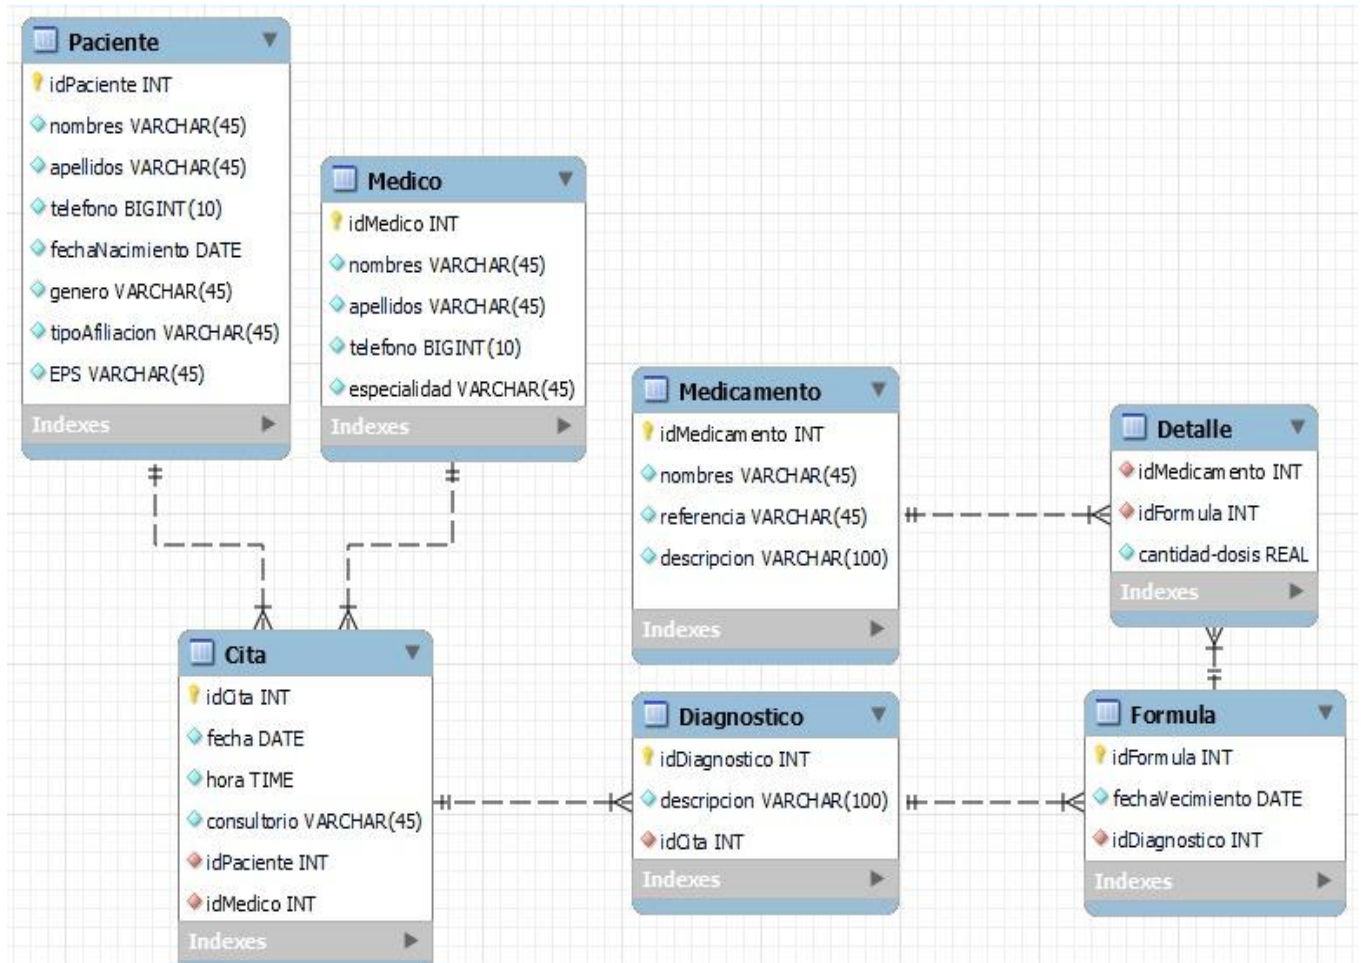 Paciente
idPaciente INT
nombres VARCHAR(45)
apellidos VARCHAR(45)
telefono BIGINT(10)
fechaNacimiento DATE
genero VARCHAR(45)
tipoAfiliacion VARCHAR(45)
EPS VARCHAR(45)
Indexes
Medico
idMedico INT
nombres VARCHAR(45)
apellidos VARCHAR(45)
telefono BIGINT(10)
especialidad VARCHAR(45)
Indexes
Medicamento
idMedicamento INT
nombres VARCHAR(45)
referencia VARCHAR(45)
descripcion VARCHAR(100)
Indexes
Detalle
idMedicamento INT
idFormula INT
cantidad-dosis REAL
Indexes
Cita
idCita INT
fecha DATE
hora TIME
consultorio VARCHAR(45)
idPaciente INT
idMedico INT
Indexes
Diagnostico
idDiagnostico INT
descripcion VARCHAR(100)
idCita INT
Indexes
Formula
idFormula INT
fechaVecimiento DATE
idDiagnostico INT
Indexes